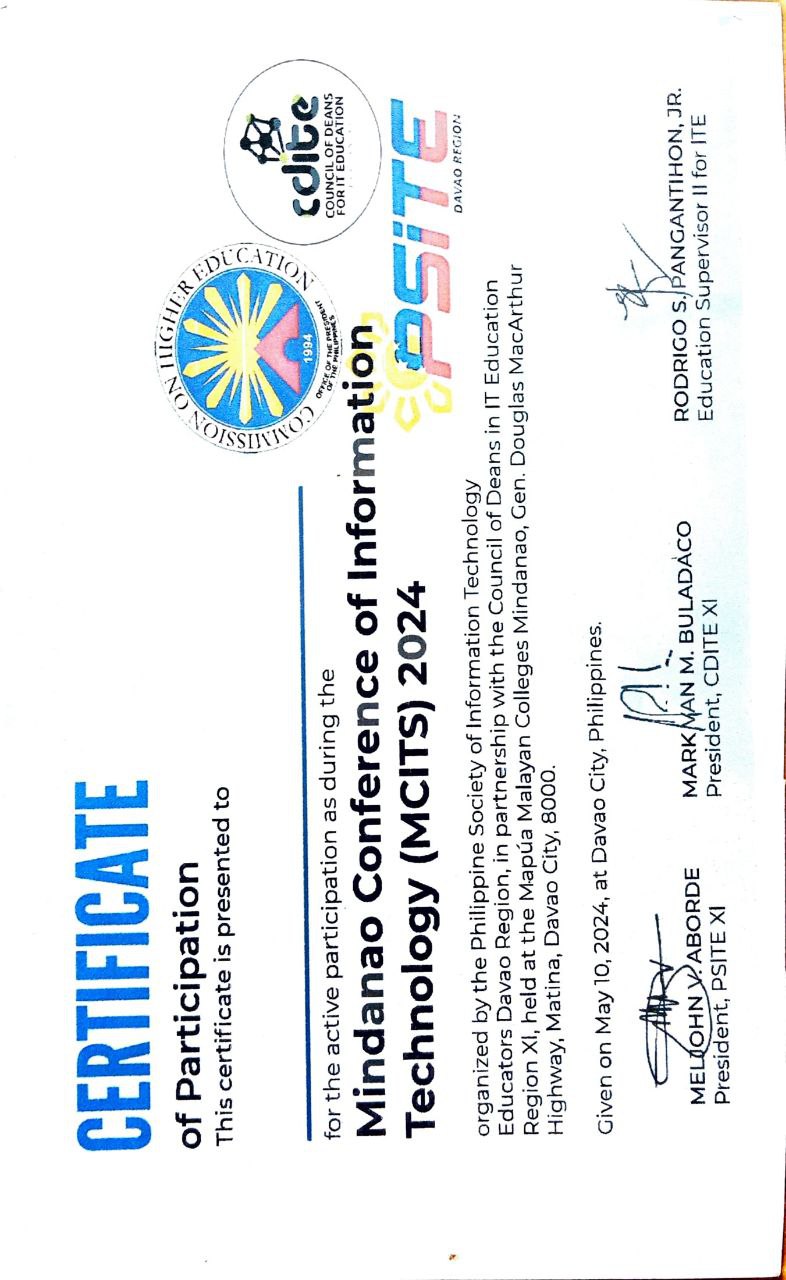 CERTIFICATE
of Participation
This certificate is presented to
COMMISSION ON HIGHER EDUCATION
1994
OFFICE OF THE PRESIDENT
OF THE PHILIPPINES
cdite
COUNCIL OF DEANS
FOR IT EDUCATION
for the active participation as during the
Mindanao Conference of Information
Technology (MCITS) 2024
PSiTE
DAVAO REGION
organized by the Philippine Society of Information Technology
Educators Davao Region, in partnership with the Council of Deans in IT Education
Region XI, held at the Mapúa Malayan Colleges Mindanao, Gen. Douglas MacArthur
Highway, Matina, Davao City, 8000.
Given on May 10, 2024, at Davao City, Philippines.
MELJOHN V. ABORDE
President, PSITE XI
MARK VAN M. BULADACO
President, CDITE XI
RODRIGO S. PANGANTIHON, JR.
Education Supervisor II for ITE